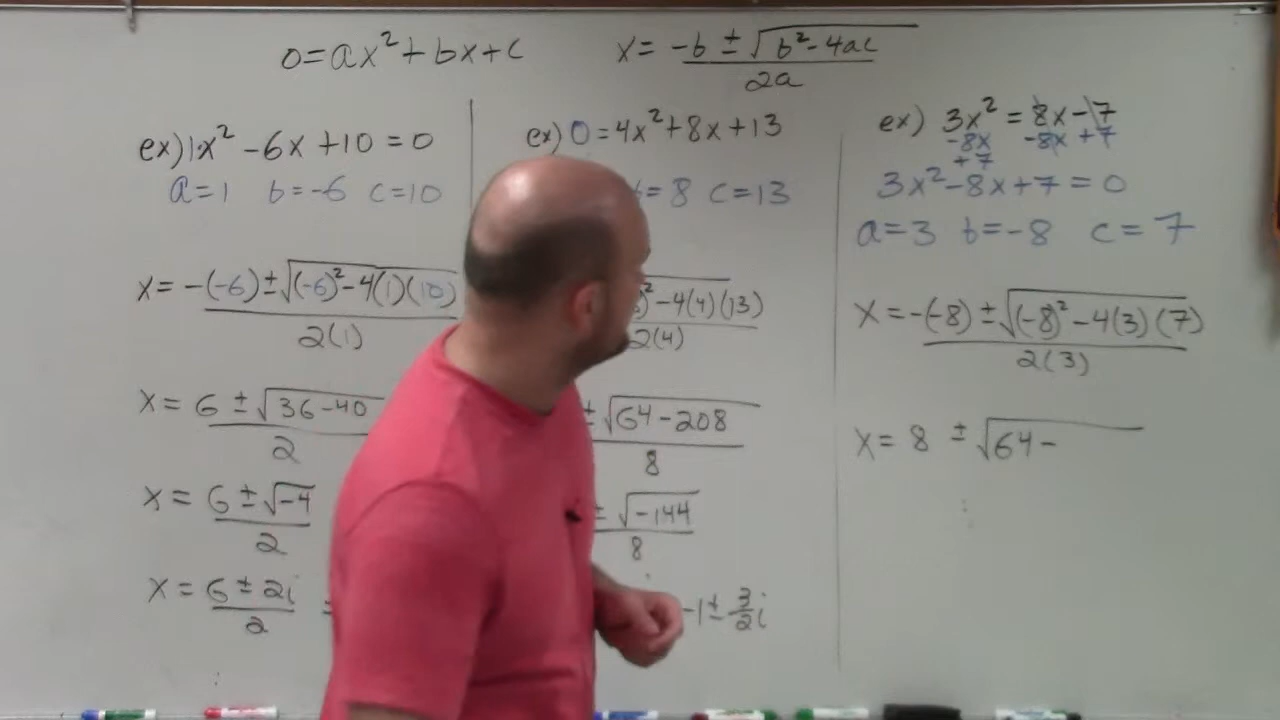 0=ax²+bx+c
x = -b ± √b²-4ac / 2a
ex) 1x² -6x +10 = 0
a=1 b=-6 c=10
x= -(-6) ± √(-6)²-4(1)(10) / 2(1)
x = 6 ± √36-40 / 2
x = 6 ± √-4 / 2
x = 6 ± 2i / 2 =
ex) 0 =4x²+8x+13
b=8 c=13
² -4(4)(13) / 2(4)
± √64-208 / 8
± √-144 / 8
-1 ± 3/2 i
ex) 3x² = 8x-7
-8x -8x +7
+7
3x²-8x+7 = 0
a=3 b=-8 c=7
x=-(-8) ± √(-8)²-4(3)(7) / 2(3)
x= 8 ± √64-